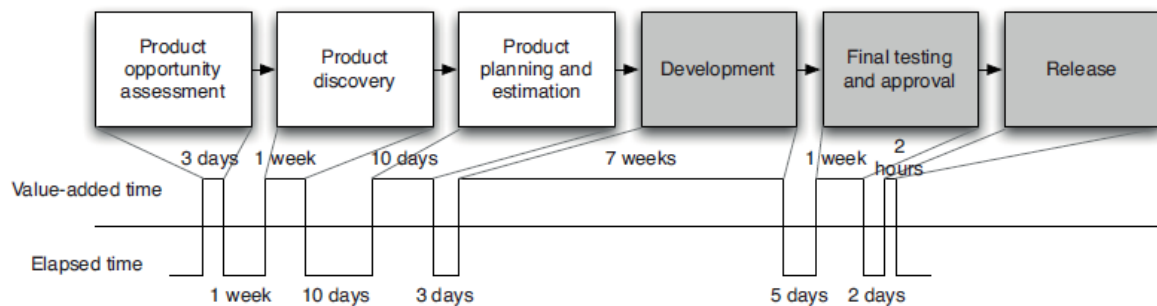 Product
opportunity
assessment
Product
discovery
Product
planning and
estimation
Development
Final testing
and approval
Release
3 days
1 week
10 days
7 weeks
1 week
2
hours
Value-added time
Elapsed time
1 week
10 days
3 days
5 days
2 days